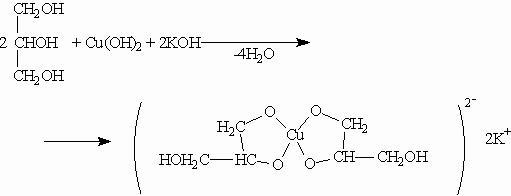 CH₂OH
2 CHOH + Cu(OH)₂ + 2KOH
-4H₂O
CH₂OH
2-
O O
H₂C CH₂
Cu 2K⁺
HOH₂C HC O O CH CH₂OH